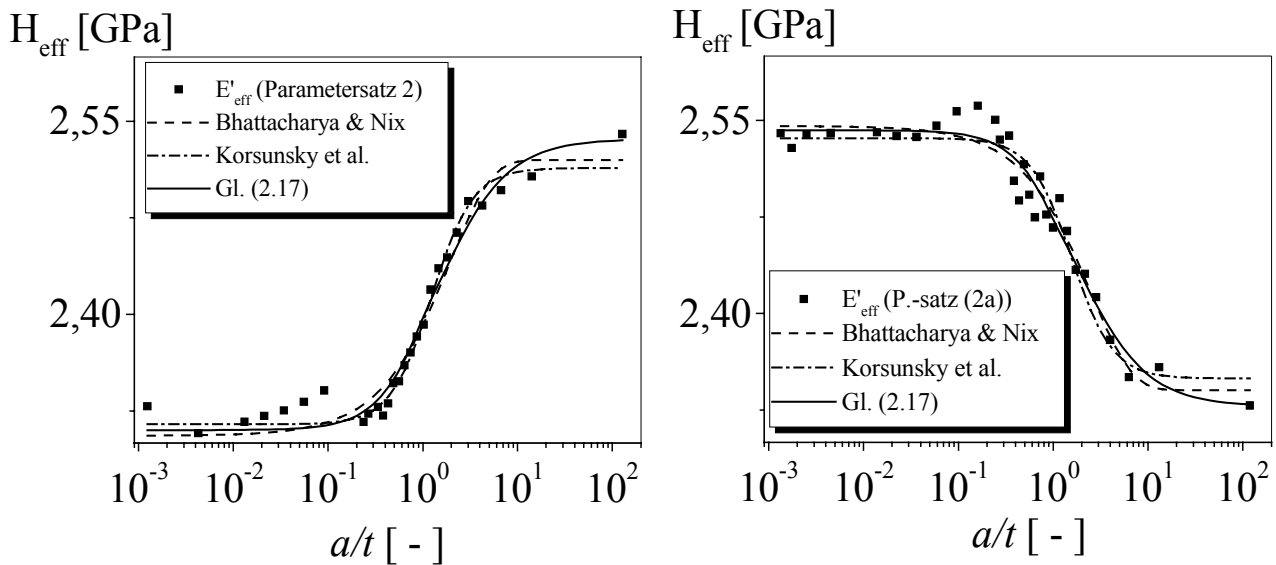 H_eff [GPa]
E'_eff (Parametersatz 2)
Bhattacharya & Nix
Korsunsky et al.
Gl. (2.17)
2,55
2,40
10^-3 10^-2 10^-1 10^0 10^1 10^2
a/t [ - ]
H_eff [GPa]
2,55
2,40
E'_eff (P.-satz (2a))
Bhattacharya & Nix
Korsunsky et al.
Gl. (2.17)
10^-3 10^-2 10^-1 10^0 10^1 10^2
a/t [ - ]